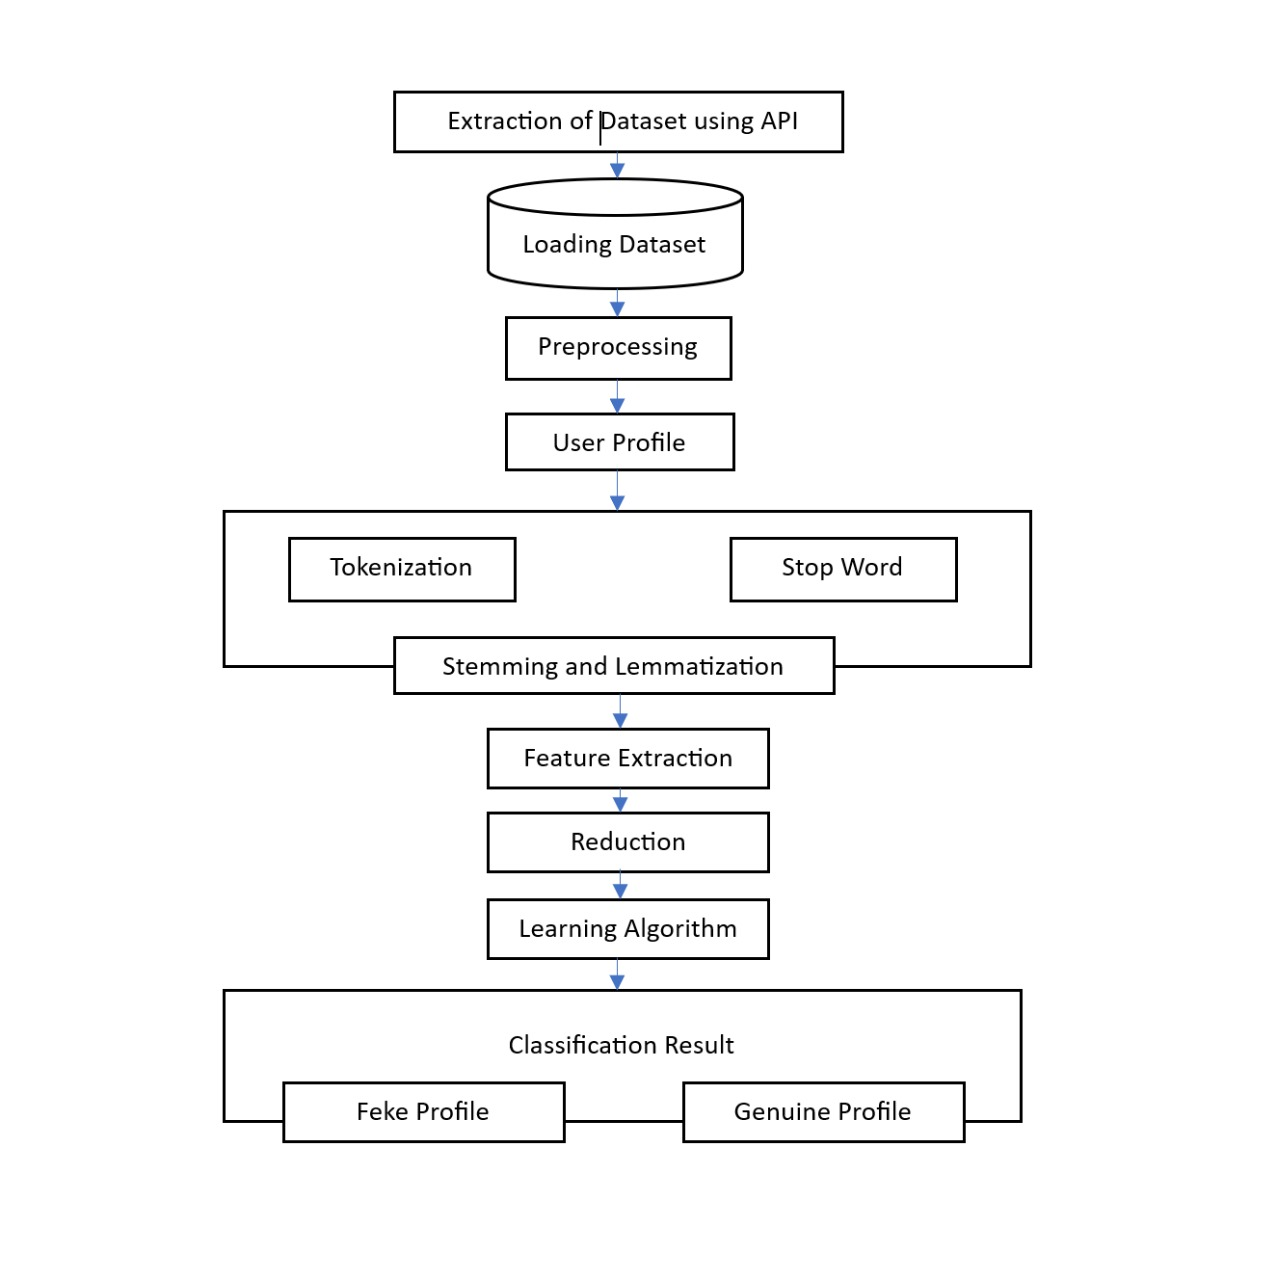 Extraction of Dataset using API
Loading Dataset
Preprocessing
User Profile
Tokenization
Stop Word
Stemming and Lemmatization
Feature Extraction
Reduction
Learning Algorithm
Classification Result
Feke Profile
Genuine Profile